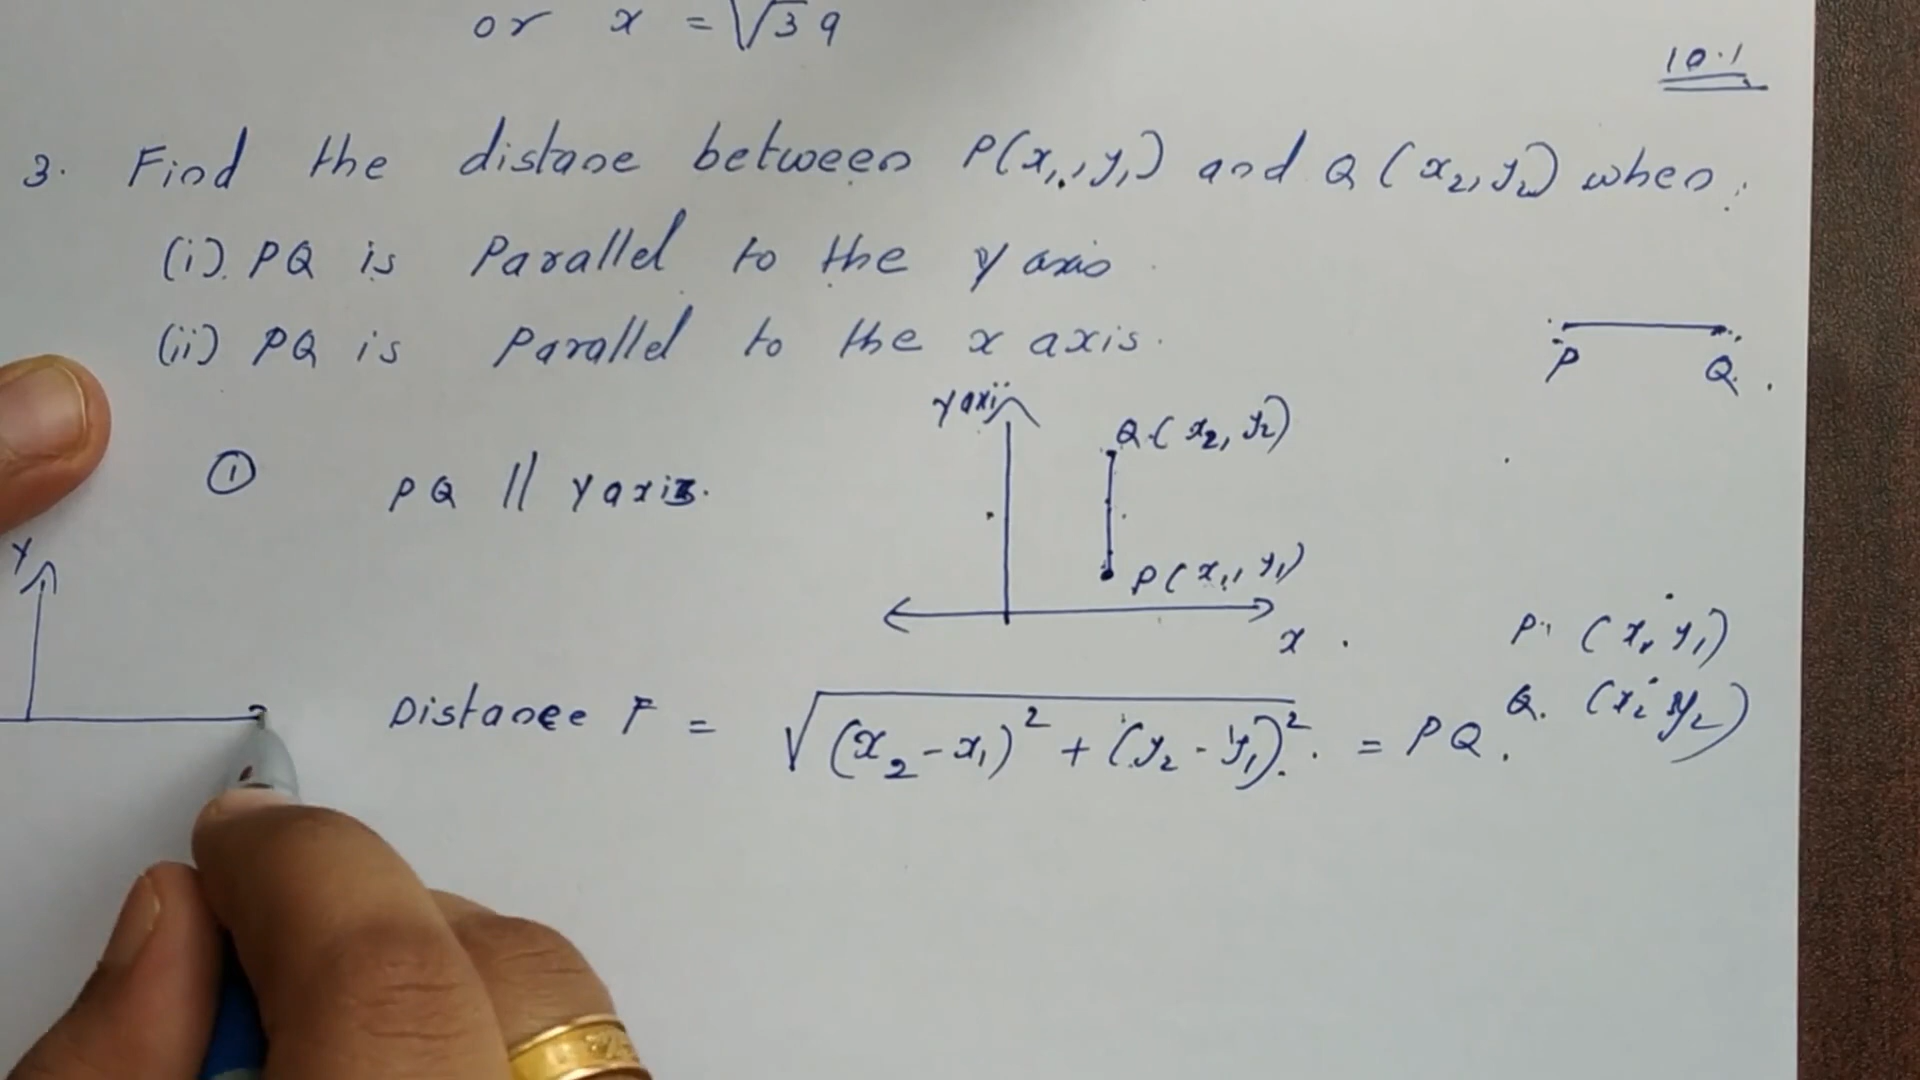 or x = √3 a
10.1
3. Find the distane between P(x₁, y₁) and Q (x₂, y₂) when :
(i). PQ is Parallel to the y axis
(ii) PQ is Parallel to the x axis.
P Q
y axis
Q (x₂, y₂)
① PQ || y axis.
P(x₁, y₁)
x
Y
P (x₁ y₁)
Q. (x₂ y₂)
Distance F = √(x₂ - x₁)² + (y₂ - y₁)² = PQ.